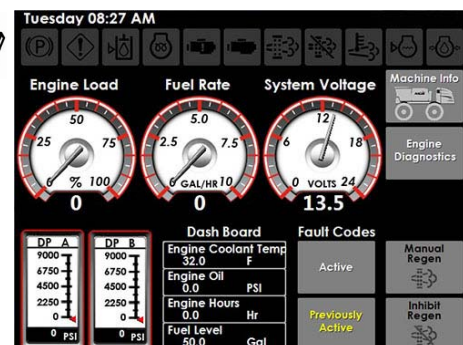 Tuesday 08:27 AM
(P)
Engine Load
Fuel Rate
System Voltage
Machine Info
50
5.0
12
25
75
2.5
7.5
6
18
Engine
Diagnostics
0 % 100
0 GAL/HR 10
0 VOLTS 24
0
0
13.5
DP A
9000
6750
4500
2250
0
0 PSI
DP B
9000
6750
4500
2250
0
0 PSI
Dash Board
Engine Coolant Temp
32.0 F
Engine Oil
0.0 PSI
Engine Hours
0.0 Hr
Fuel Level
50.0 Gal
Fault Codes
Active
Previously
Active
Manual
Regen
Inhibit
Regen